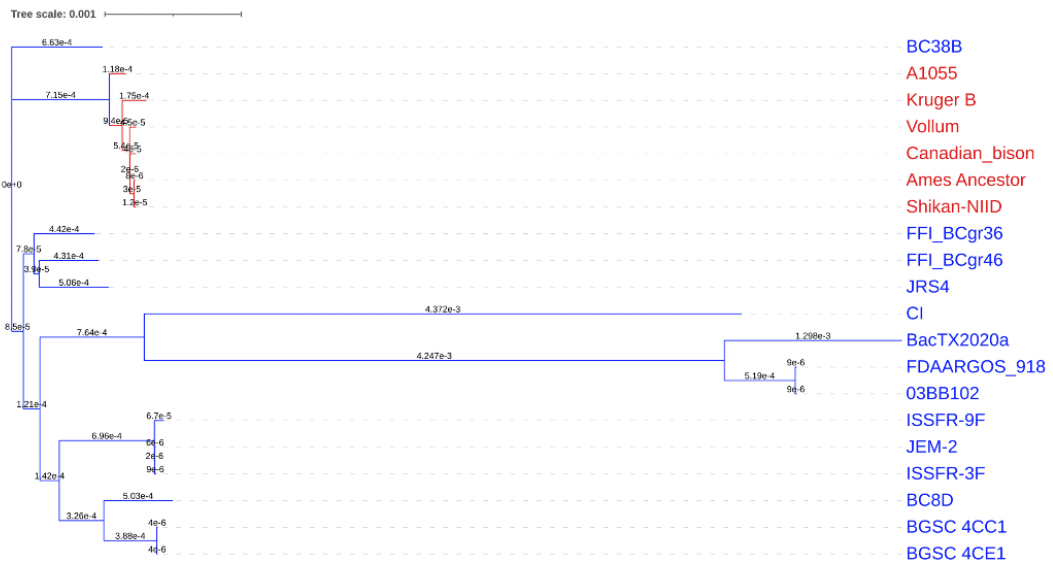 Tree scale: 0.001
6.63e-4
BC38B
1.18e-4
A1055
7.15e-4
1.75e-4
Kruger B
9.4e-5
Vollum
Canadian_bison
2e-5
Ames Ancestor
0e+0
3e-5
1.2e-5
Shikan-NIID
4.42e-4
FFI_BCgr36
7.8e-5
4.31e-4
FFI_BCgr46
3.9e-5
5.06e-4
JRS4
4.372e-3
CI
8.5e-5
7.64e-4
1.298e-3
BacTX2020a
4.247e-3
9e-6
FDAARGOS_918
5.19e-4
9e-6
03BB102
1.21e-4
6.7e-5
ISSFR-9F
6.96e-4
6e-6
JEM-2
2e-6
9e-6
ISSFR-3F
1.42e-4
5.03e-4
BC8D
3.26e-4
4e-6
BGSC 4CC1
3.88e-4
4e-6
BGSC 4CE1